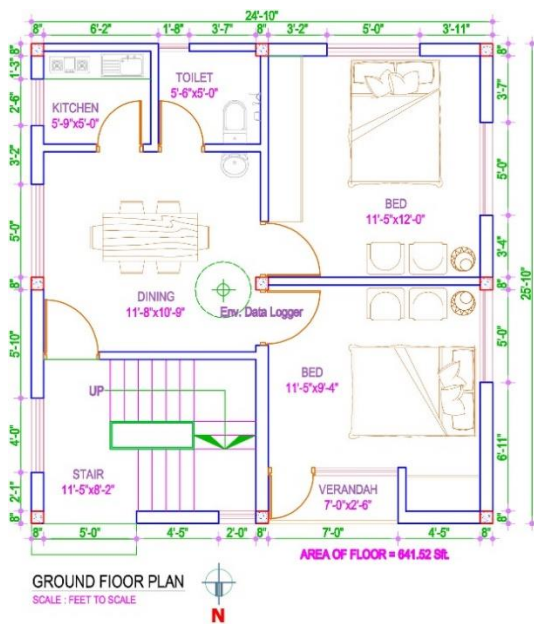 24'-10"
8" 6'-2" 1'-8" 3'-7" 8" 3'-2" 5'-0" 3'-11" 8"
8"
1'-3"
2'-6"
3'-2"
5'-0"
8"
5'-10"
4'-0"
2'-1"
8"
KITCHEN
5'-9"x5'-0"
TOILET
5'-6"x5'-0"
BED
11'-5"x12'-0"
DINING
11'-8"x10'-9"
Env. Data Logger
BED
11'-5"x9'-4"
UP
STAIR
11'-5"x8'-2"
VERANDAH
7'-0"x2'-6"
8"
3'-7"
5'-0"
3'-4"
8"
5'-0"
6'-11"
8"
25'-10"
8" 5'-0" 4'-5" 2'-0" 8" 7'-0" 4'-5" 8"
AREA OF FLOOR = 641.52 Sft.
GROUND FLOOR PLAN
SCALE : FEET TO SCALE
N